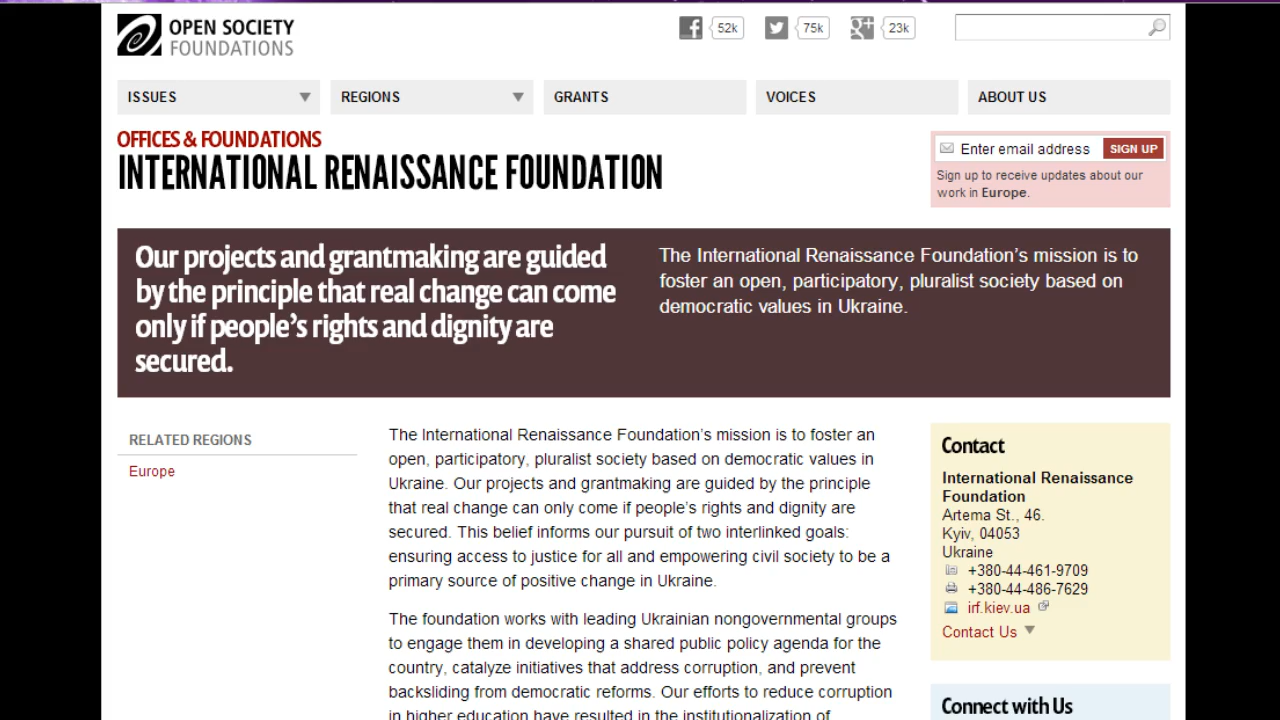 OPEN SOCIETY
FOUNDATIONS
52k
75k
23k
ISSUES
REGIONS
GRANTS
VOICES
ABOUT US
OFFICES & FOUNDATIONS
INTERNATIONAL RENAISSANCE FOUNDATION
Enter email address
SIGN UP
Sign up to receive updates about our
work in Europe.
Our projects and grantmaking are guided
by the principle that real change can come
only if people's rights and dignity are
secured.
The International Renaissance Foundation's mission is to
foster an open, participatory, pluralist society based on
democratic values in Ukraine.
RELATED REGIONS
Europe
The International Renaissance Foundation's mission is to foster an
open, participatory, pluralist society based on democratic values in
Ukraine. Our projects and grantmaking are guided by the principle
that real change can only come if people's rights and dignity are
secured. This belief informs our pursuit of two interlinked goals:
ensuring access to justice for all and empowering civil society to be a
primary source of positive change in Ukraine.
The foundation works with leading Ukrainian nongovernmental groups
to engage them in developing a shared public policy agenda for the
country, catalyze initiatives that address corruption, and prevent
backsliding from democratic reforms. Our efforts to reduce corruption
in higher education have resulted in the institutionalization of
Contact
International Renaissance
Foundation
Artema St., 46.
Kyiv, 04053
Ukraine
+380-44-461-9709
+380-44-486-7629
irf.kiev.ua
Contact Us
Connect with Us